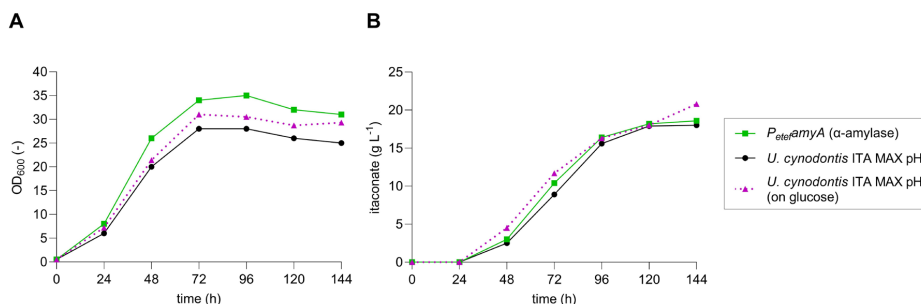 A
B
40
35
30
25
20
15
10
5
0
OD600 (-)
0 24 48 72 96 120 144
time (h)
25
20
15
10
5
0
itaconate (g L-1)
0 24 48 72 96 120 144
time (h)
PetefamyA (α-amylase)
U. cynodontis ITA MAX pH
U. cynodontis ITA MAX pH
(on glucose)